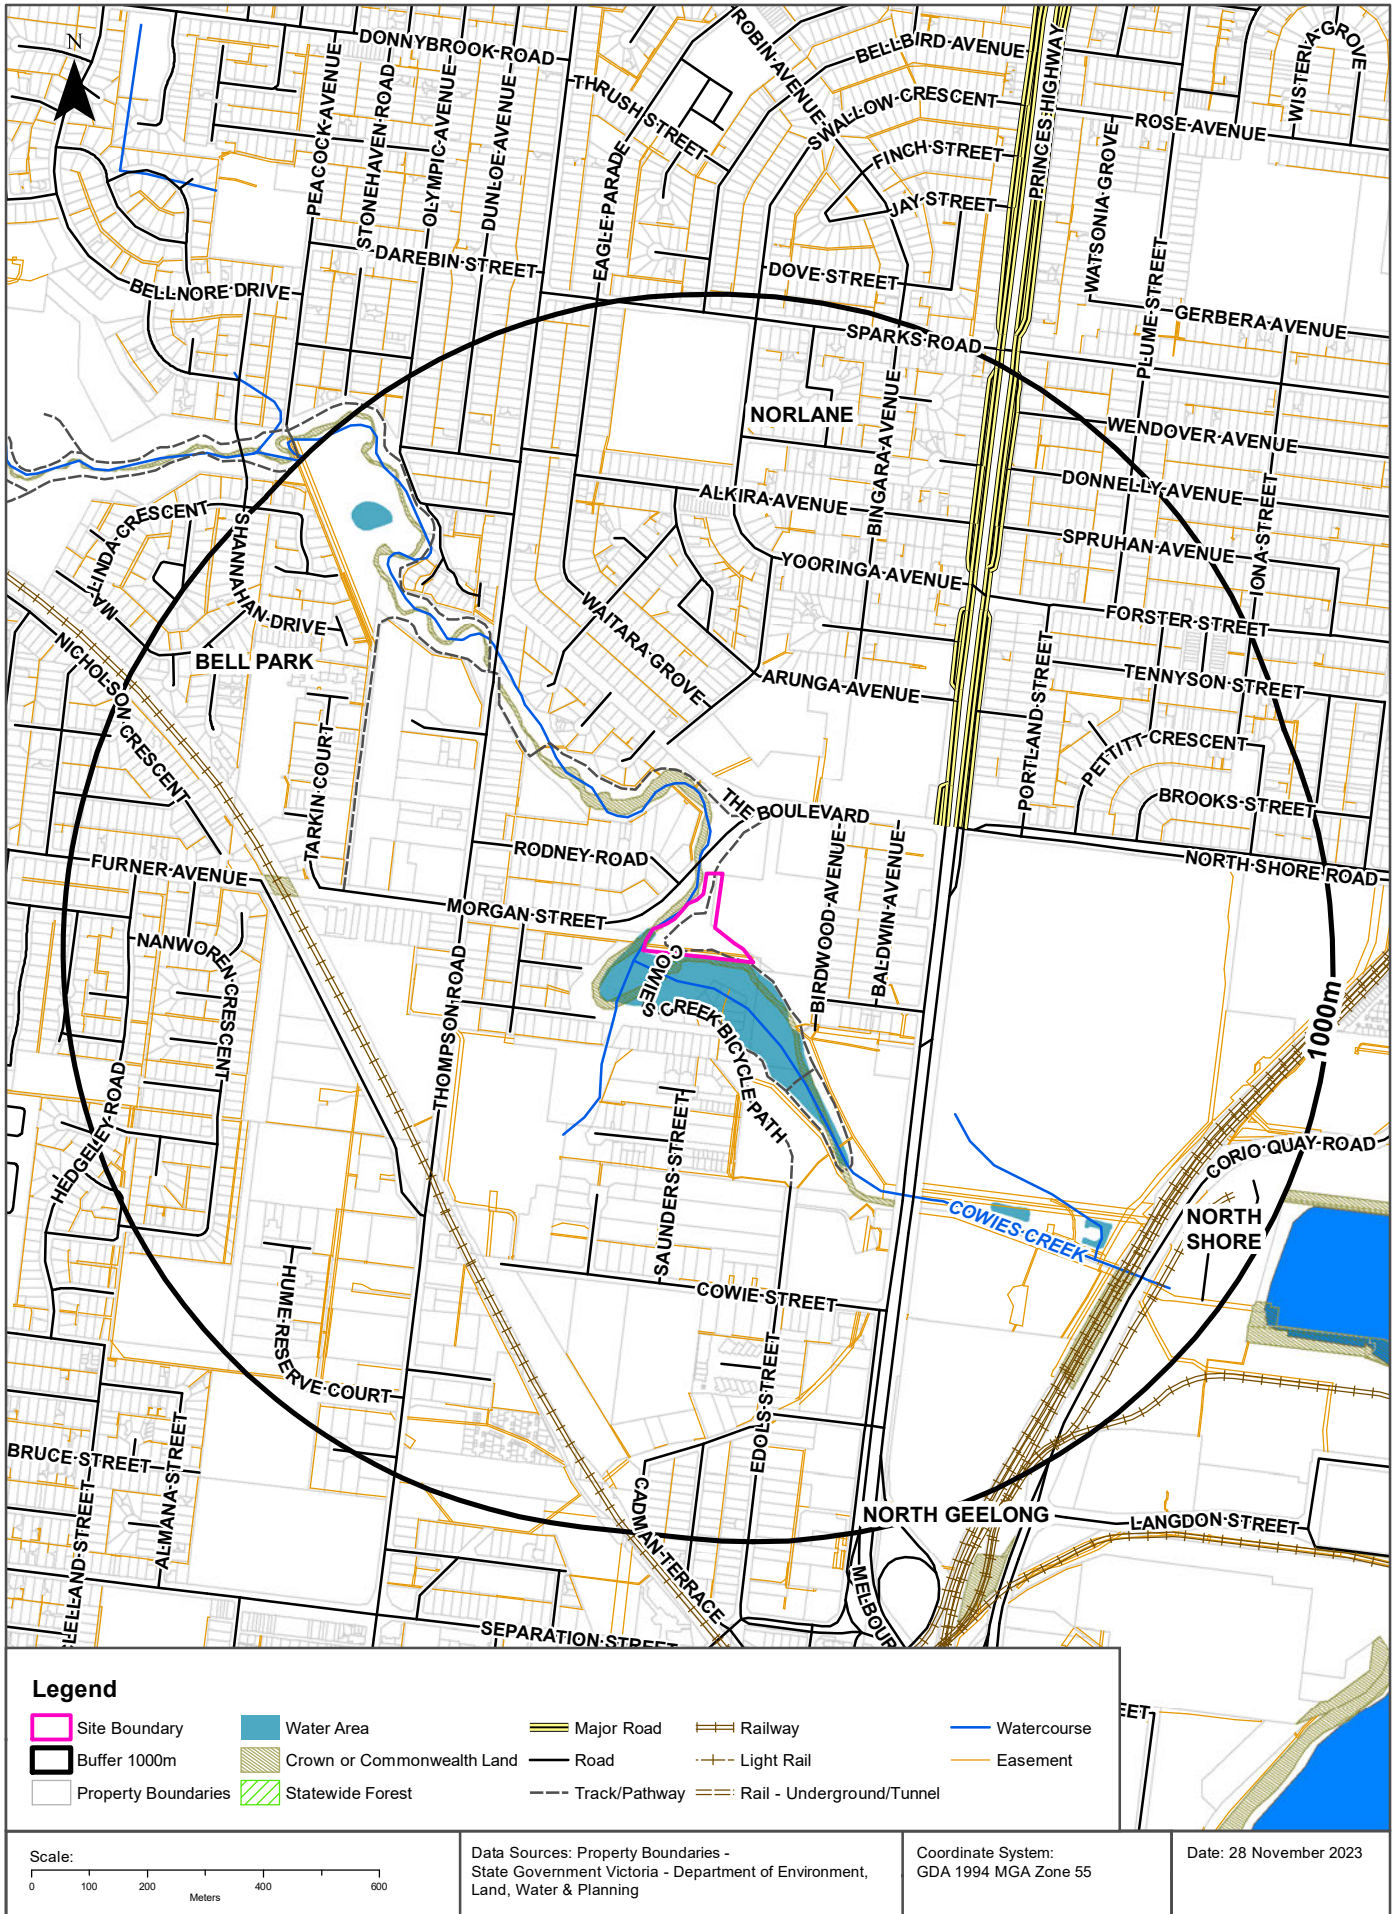 N
DONNYBROOK ROAD
PEACOCK AVENUE
STONEHAVEN ROAD
OLYMPIC AVENUE
DUNLOE AVENUE
THRUSH STREET
EAGLE PARADE
ROBIN AVENUE
BELLBIRD AVENUE
SWALLOW CRESCENT
FINCH STREET
JAY STREET
PRINCES HIGHWAY
WISTERIA GROVE
ROSE AVENUE
WATSONIA GROVE
PLUME STREET
DAREBIN STREET
DOVE STREET
BELLNORE DRIVE
GERBERA AVENUE
SPARKS ROAD
NORLANE
BINGARA AVENUE
WENDOVER AVENUE
DONNELLY AVENUE
ALKIRA AVENUE
IONA STREET
SPRUHAN AVENUE
MALINDA CRESCENT
SHANNAHAN DRIVE
YOORINGA AVENUE
WAITARA GROVE
FORSTER STREET
NICHOLSON CRESCENT
BELL PARK
ARUNGA AVENUE
PORTLAND STREET
TENNYSON STREET
TARKIN COURT
PETTITT CRESCENT
THE BOULEVARD
BROOKS STREET
RODNEY ROAD
BIRDWOOD AVENUE
BALDWIN AVENUE
NORTH SHORE ROAD
FURNER AVENUE
MORGAN STREET
NANWOREN CRESCENT
THOMPSON ROAD
COWIES CREEK BICYCLE PATH
1000m
HEDGELEY ROAD
SAUNDERS STREET
CORIO QUAY ROAD
COWIES CREEK
NORTH
SHORE
HUME RESERVE COURT
COWIE STREET
EDOLS STREET
BRUCE STREET
ALMANA STREET
CLELLAND STREET
CADMAN TERRACE
NORTH GEELONG
LANGDON STREET
MELBOUR
SEPARATION STREET
EET
Legend
Site Boundary
Buffer 1000m
Property Boundaries
Water Area
Crown or Commonwealth Land
Statewide Forest
Major Road
Road
Track/Pathway
Railway
Light Rail
Rail - Underground/Tunnel
Watercourse
Easement
Scale:
0 100 200 400 600
Meters
Data Sources: Property Boundaries -
State Government Victoria - Department of Environment,
Land, Water & Planning
Coordinate System:
GDA 1994 MGA Zone 55
Date: 28 November 2023